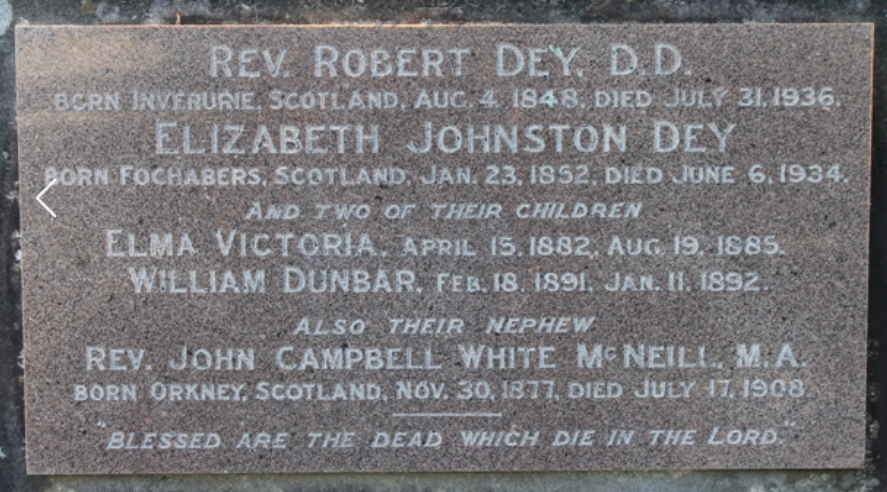 REV. ROBERT DEY, D.D.
BORN INVERURIE, SCOTLAND, AUG. 4. 1848, DIED JULY 31, 1936.
ELIZABETH JOHNSTON DEY
BORN FOCHABERS, SCOTLAND, JAN. 23, 1852, DIED JUNE 6, 1934.
AND TWO OF THEIR CHILDREN
ELMA VICTORIA, APRIL 15, 1882, AUG. 19, 1885.
WILLIAM DUNBAR, FEB. 18, 1891, JAN. 11, 1892.
ALSO THEIR NEPHEW
REV. JOHN CAMPBELL WHITE McNEILL, M.A.
BORN ORKNEY, SCOTLAND, NOV. 30, 1877, DIED JULY 17, 1908.
"BLESSED ARE THE DEAD WHICH DIE IN THE LORD."